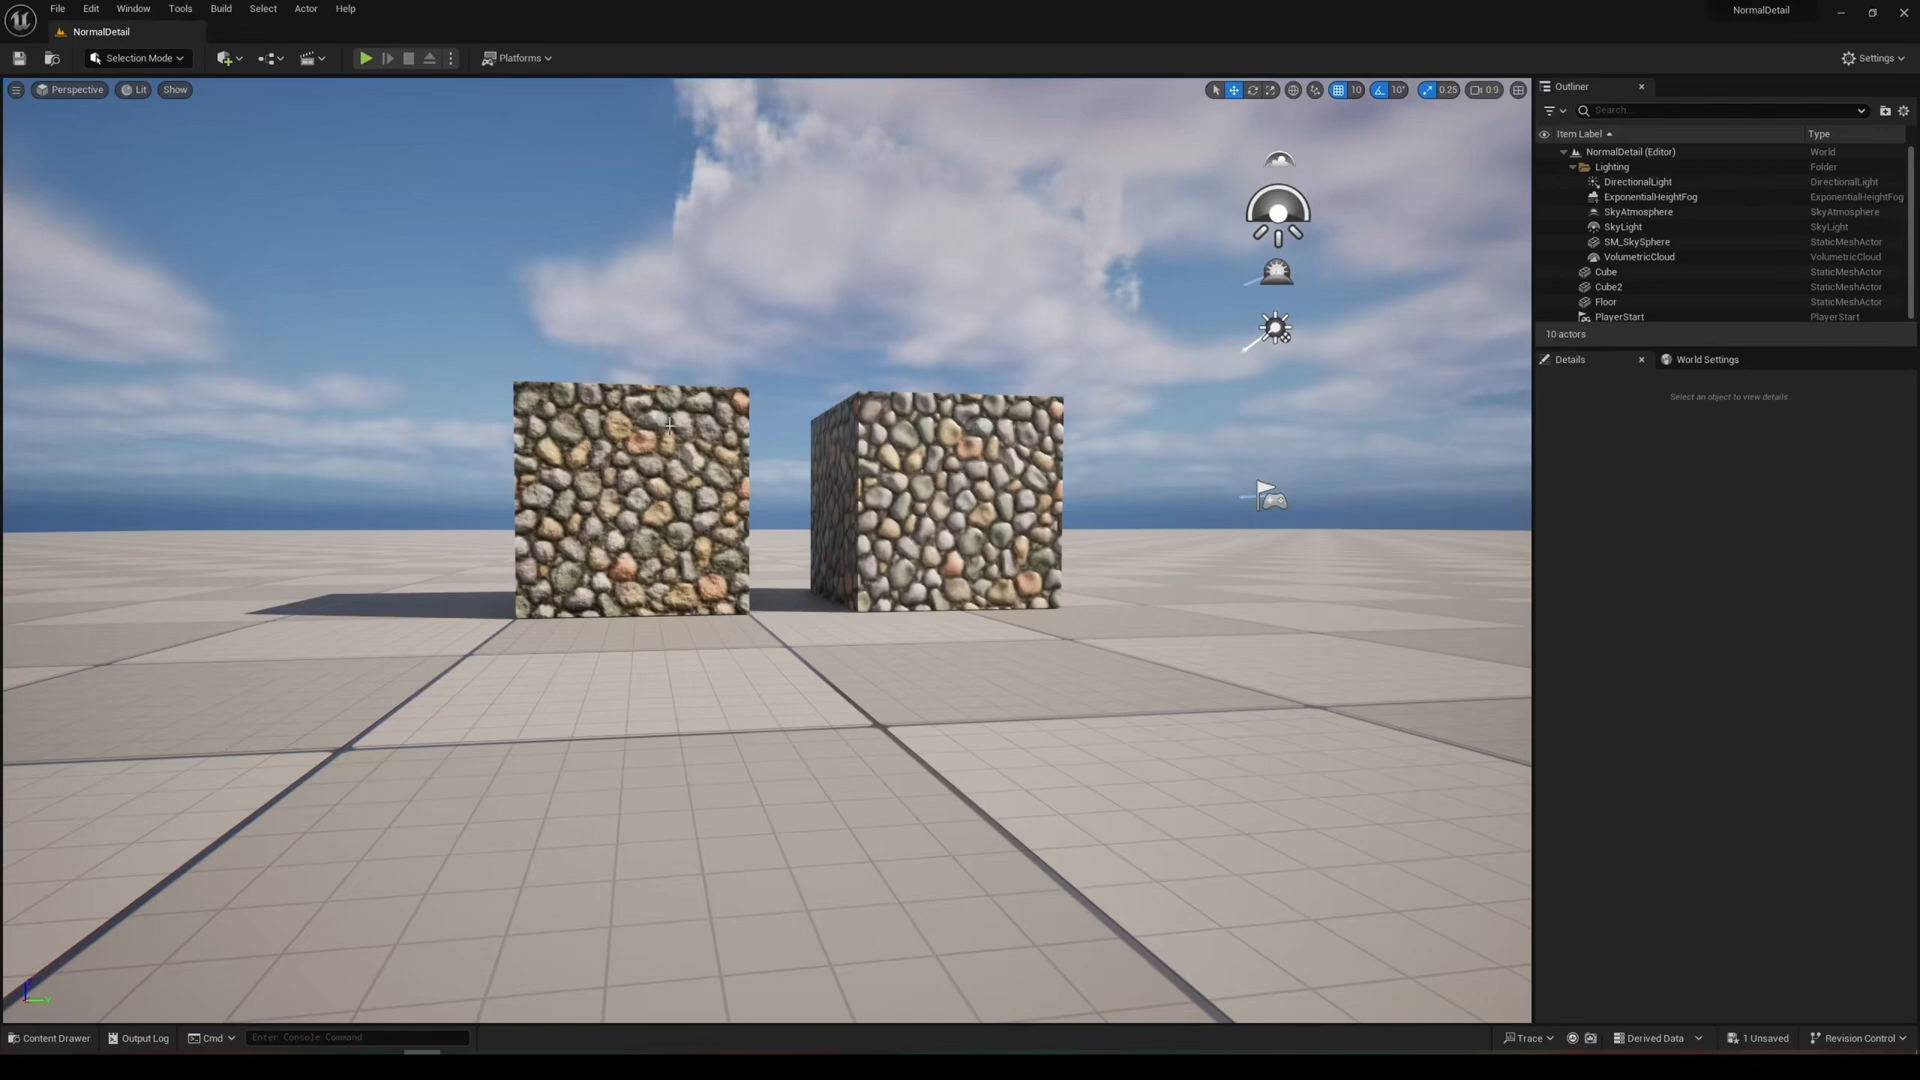 File Edit Window Tools Build Select Actor Help
NormalDetail
NormalDetail
Selection Mode
Platforms
Settings
Perspective Lit Show
10 10° 0.25 0.9
Outliner
Search...
Item Label Type
NormalDetail (Editor) World
Lighting Folder
DirectionalLight DirectionalLight
ExponentialHeightFog ExponentialHeightFog
SkyAtmosphere SkyAtmosphere
SkyLight SkyLight
SM_SkySphere StaticMeshActor
VolumetricCloud VolumetricCloud
Cube StaticMeshActor
Cube2 StaticMeshActor
Floor StaticMeshActor
PlayerStart PlayerStart
10 actors
Details World Settings
Select an object to view details.
Content Drawer Output Log Cmd Enter Console Command Trace Derived Data 1 Unsaved Revision Control